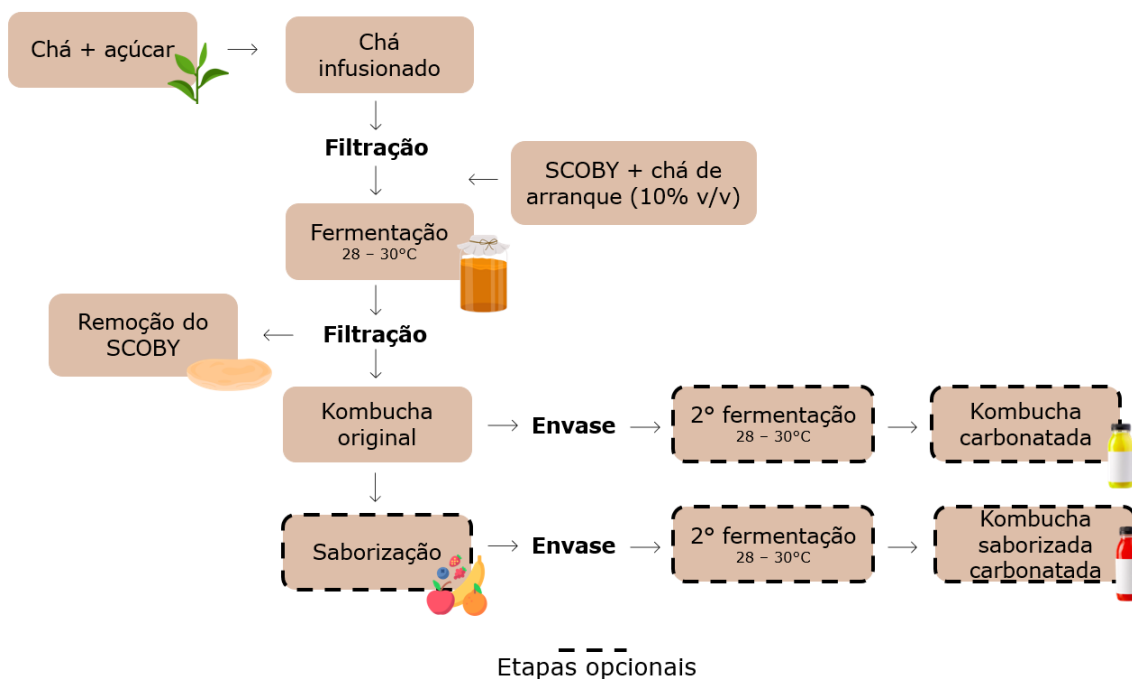 Chá + açúcar
Chá
infusionado
Filtração
SCOBY + chá de
arranque (10% v/v)
Fermentação
28 – 30°C
Remoção do
SCOBY
Filtração
Kombucha
original
Envase
2° fermentação
28 – 30°C
Kombucha
carbonatada
Saborização
Envase
2° fermentação
28 – 30°C
Kombucha
saborizada
carbonatada
Etapas opcionais